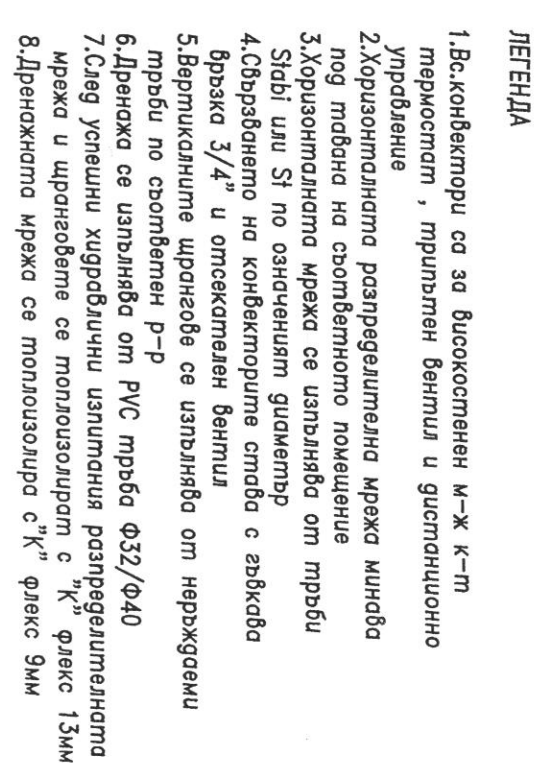 ЛЕГЕНДА
1.Вс.конвектори са за високостенен м-ж к-т
термостат , трипътен вентил и дистанционно
управление
2.Хоризонталната разпределителна мрежа минава
под тавана на съответното помещение
3.Хоризонталната мрежа се изпълнява от тръби
Stabi или St по означеният диаметър
4.Свързването на конвекторите става с гъвкава
връзка 3/4" и отсекателен вентил
5.Вертикалните щрангове се изпълнява от неръждаеми
тръби по съответен р-р
6.Дренажа се изпълнява от PVC тръба Ф32/Ф40
7.След успешни хидравлични изпитания разпределителната
мрежа и щранговете се топлоизолират с "К" флекс 13мм
8.Дренажната мрежа се топлоизолира с"К" флекс 9мм